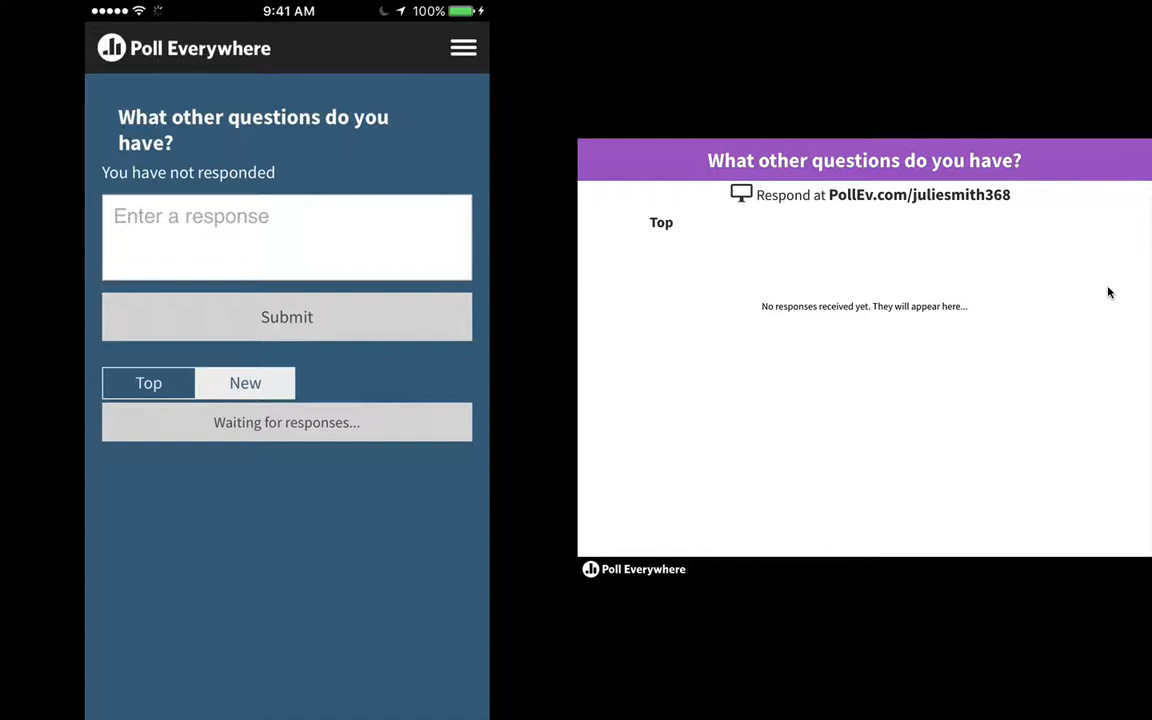 9:41 AM
100%
Poll Everywhere
What other questions do you
have?
You have not responded
Enter a response
Submit
Top
New
Waiting for responses...
What other questions do you have?
Respond at PollEv.com/juliesmith368
Top
No responses received yet. They will appear here...
Poll Everywhere